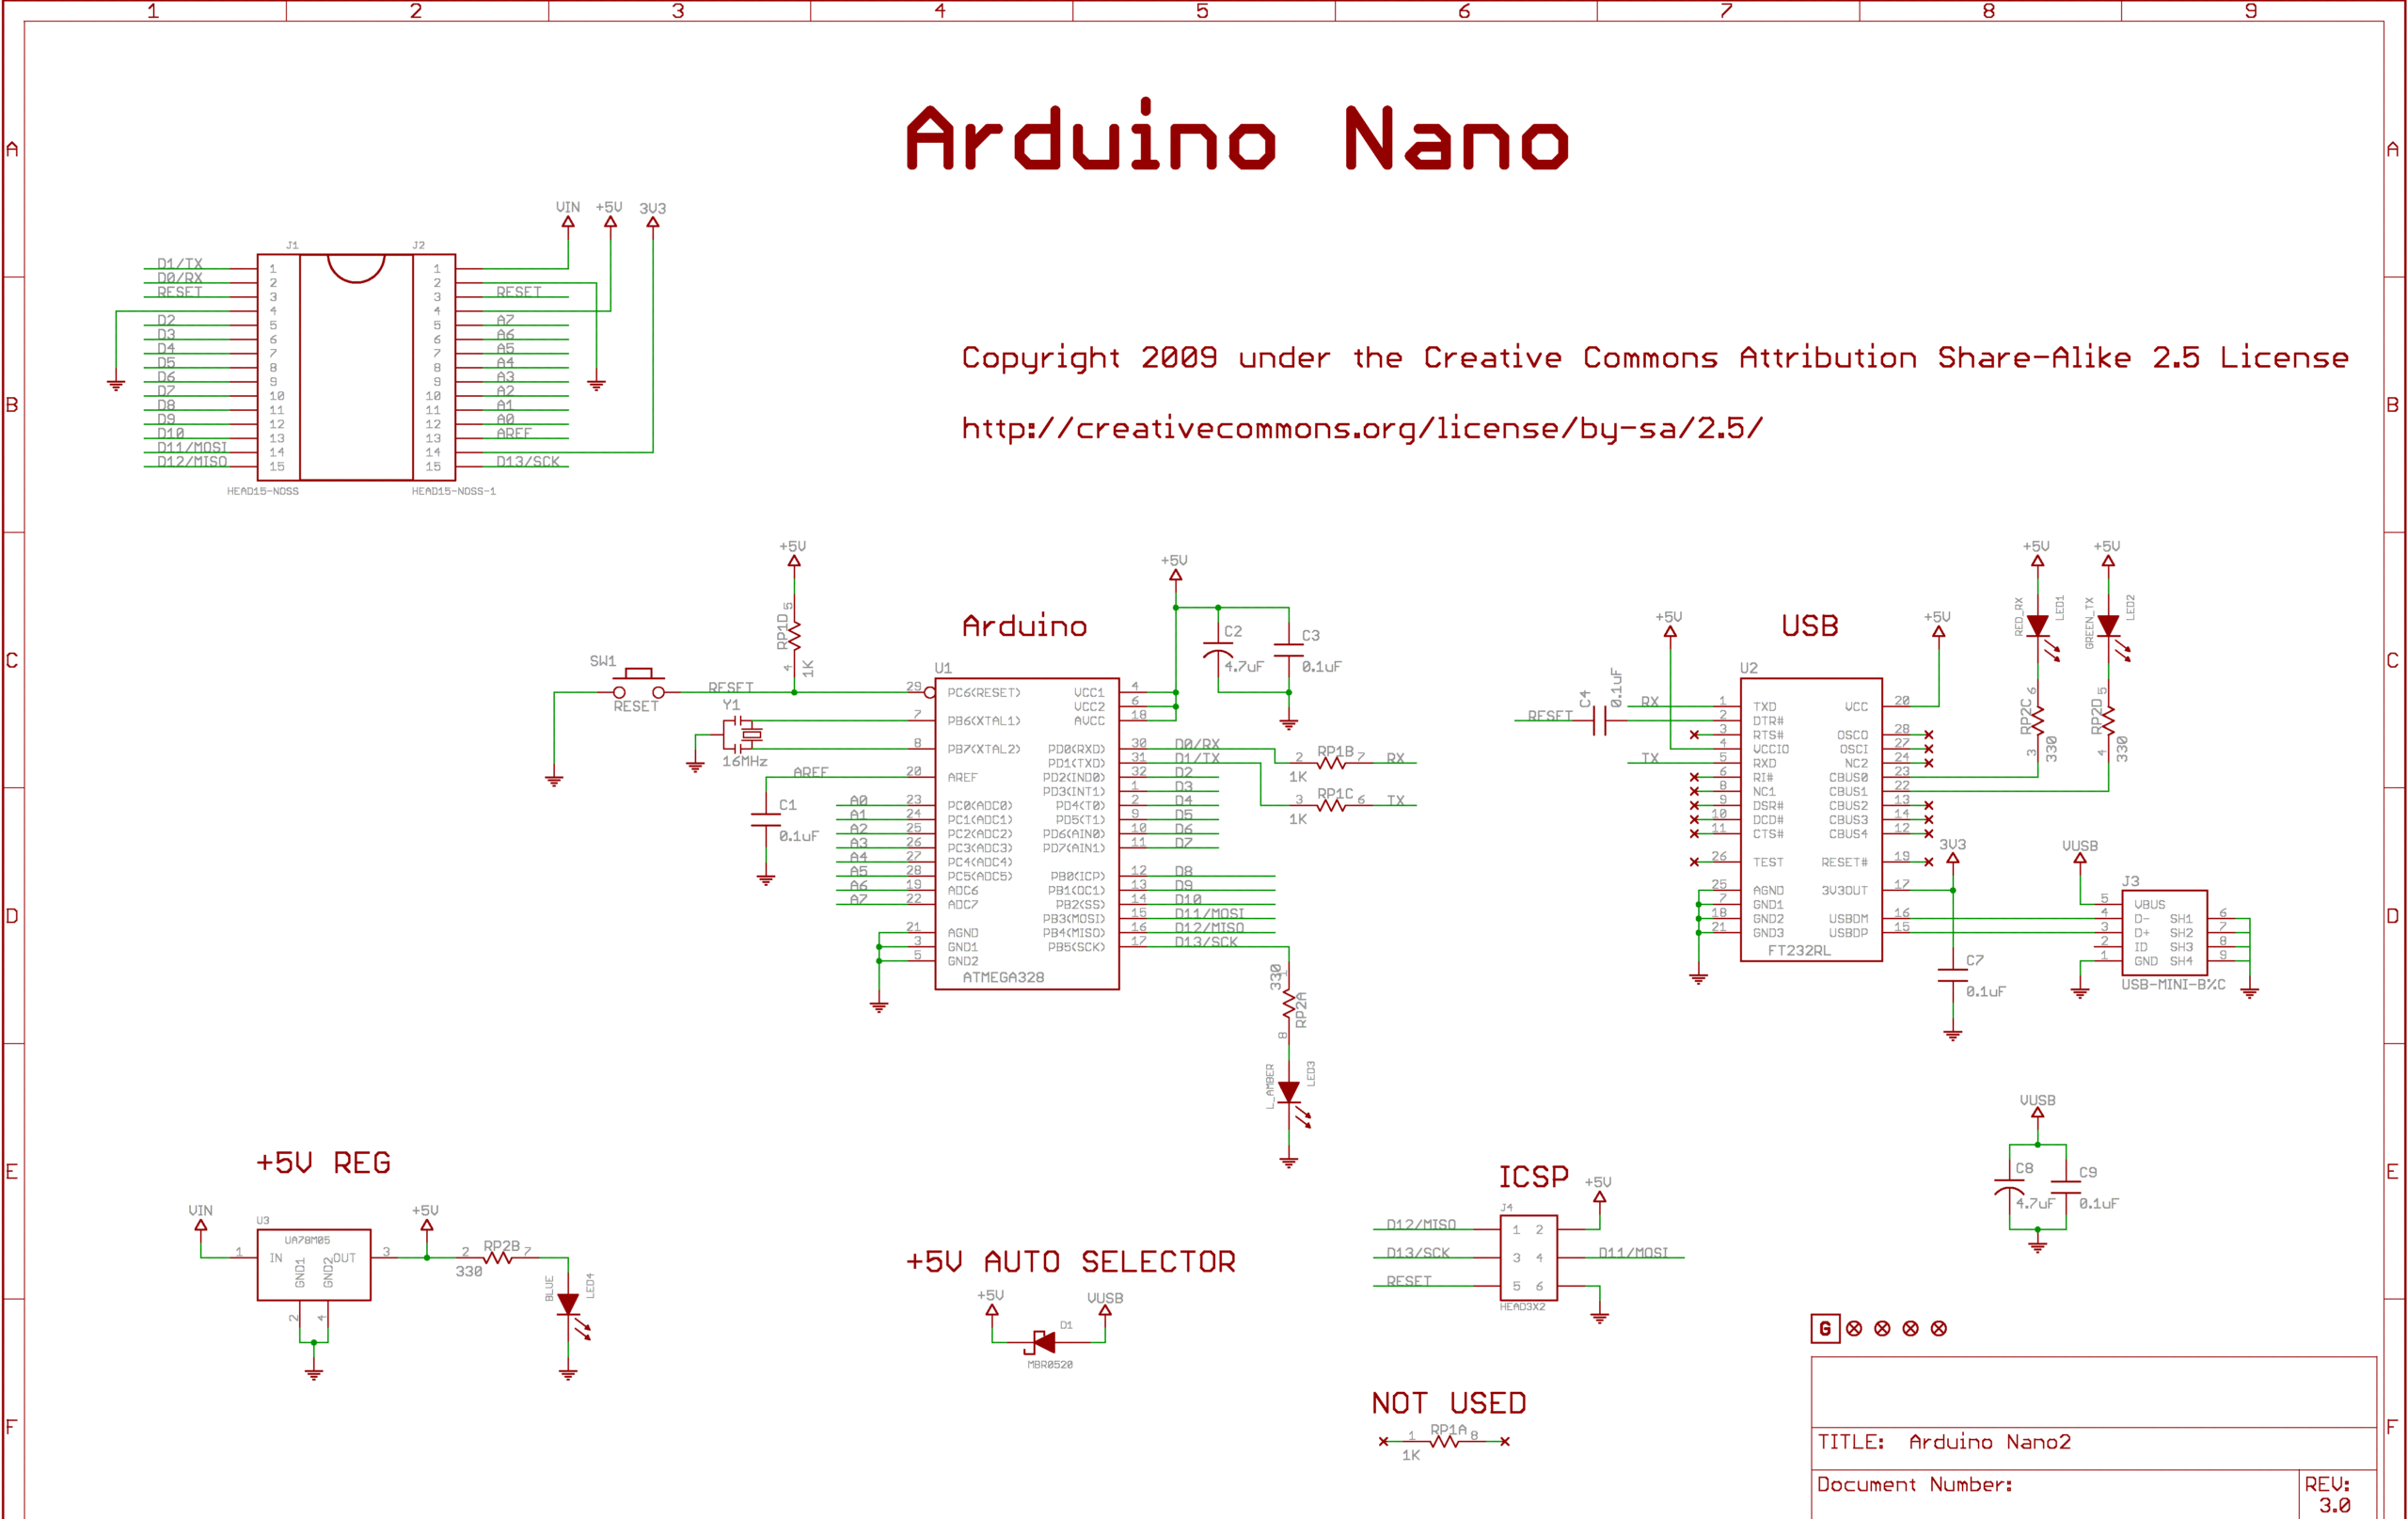 1 2 3 4 5 6 7 8 9
A A
Arduino Nano
VIN +5V 3V3
J1 J2
D1/TX 1 1
D0/RX 2 2
RESET 3 3 RESET
4 4
D2 5 5 A7
D3 6 6 A6
D4 7 7 A5
D5 8 8 A4
D6 9 9 A3
D7 10 10 A2
D8 11 11 A1
D9 12 12 A0
D10 13 13 AREF
D11/MOSI 14 14
D12/MISO 15 15 D13/SCK
HEAD15-NOSS HEAD15-NOSS-1
Copyright 2009 under the Creative Commons Attribution Share-Alike 2.5 License
B B
http://creativecommons.org/license/by-sa/2.5/
C C
+5V
RP1D 5 4 1K
SW1
RESET
RESET
Y1
16MHz
AREF
C1
0.1uF
Arduino
U1
+5V
C2
4.7uF
C3
0.1uF
29 PC6(RESET) VCC1 4
VCC2 6
7 PB6(XTAL1) AVCC 18
8 PB7(XTAL2) PD0(RXD) 30 D0/RX
PD1(TXD) 31 D1/TX
20 AREF PD2(IND0) 32 D2
PD3(INT1) 1 D3
A0 23 PC0(ADC0) PD4(T0) 2 D4
A1 24 PC1(ADC1) PD5(T1) 9 D5
A2 25 PC2(ADC2) PD6(AIN0) 10 D6
A3 26 PC3(ADC3) PD7(AIN1) 11 D7
A4 27 PC4(ADC4)
A5 28 PC5(ADC5) PB0(ICP) 12 D8
A6 19 ADC6 PB1(OC1) 13 D9
A7 22 ADC7 PB2(SS) 14 D10
PB3(MOSI) 15 D11/MOSI
21 AGND PB4(MISO) 16 D12/MISO
3 GND1 PB5(SCK) 17 D13/SCK
5 GND2
ATMEGA328
2 RP1B 7 RX
1K
3 RP1C 6 TX
1K
330 1
RP2A
8
L_AMBER LED3
USB
U2
+5V
+5V
RESET C4 0.1uF
RX 1 TXD VCC 20
2 DTR#
3 RTS# OSCO 28
4 VCCIO OSCI 27
TX 5 RXD NC2 24
6 RI# CBUS0 23
8 NC1 CBUS1 22
9 DSR# CBUS2 13
10 DCD# CBUS3 14
11 CTS# CBUS4 12
26 TEST RESET# 19
25 AGND 3V3OUT 17
7 GND1
18 GND2 USBDM 16
21 GND3 USBDP 15
FT232RL
+5V +5V
RED_RX LED1 GREEN_TX LED2
RP2C 6 3 330
RP2D 5 4 330
3V3
C7
0.1uF
VUSB
J3
5 VBUS
4 D- SH1 6
3 D+ SH2 7
2 ID SH3 8
1 GND SH4 9
USB-MINI-B%C
D D
E E
VUSB
C8
4.7uF
C9
0.1uF
+5V REG
VIN
U3
UA78M05
1 IN OUT 3
GND1 GND2
2 4
+5V
2 RP2B 7
330
BLUE LED4
+5V AUTO SELECTOR
+5V VUSB
D1
MBR0520
ICSP
+5V
J4
D12/MISO 1 2
D13/SCK 3 4 D11/MOSI
RESET 5 6
HEAD3X2
NOT USED
1 RP1A 8
1K
F F
G
TITLE: Arduino Nano2
Document Number:
REV:
3.0